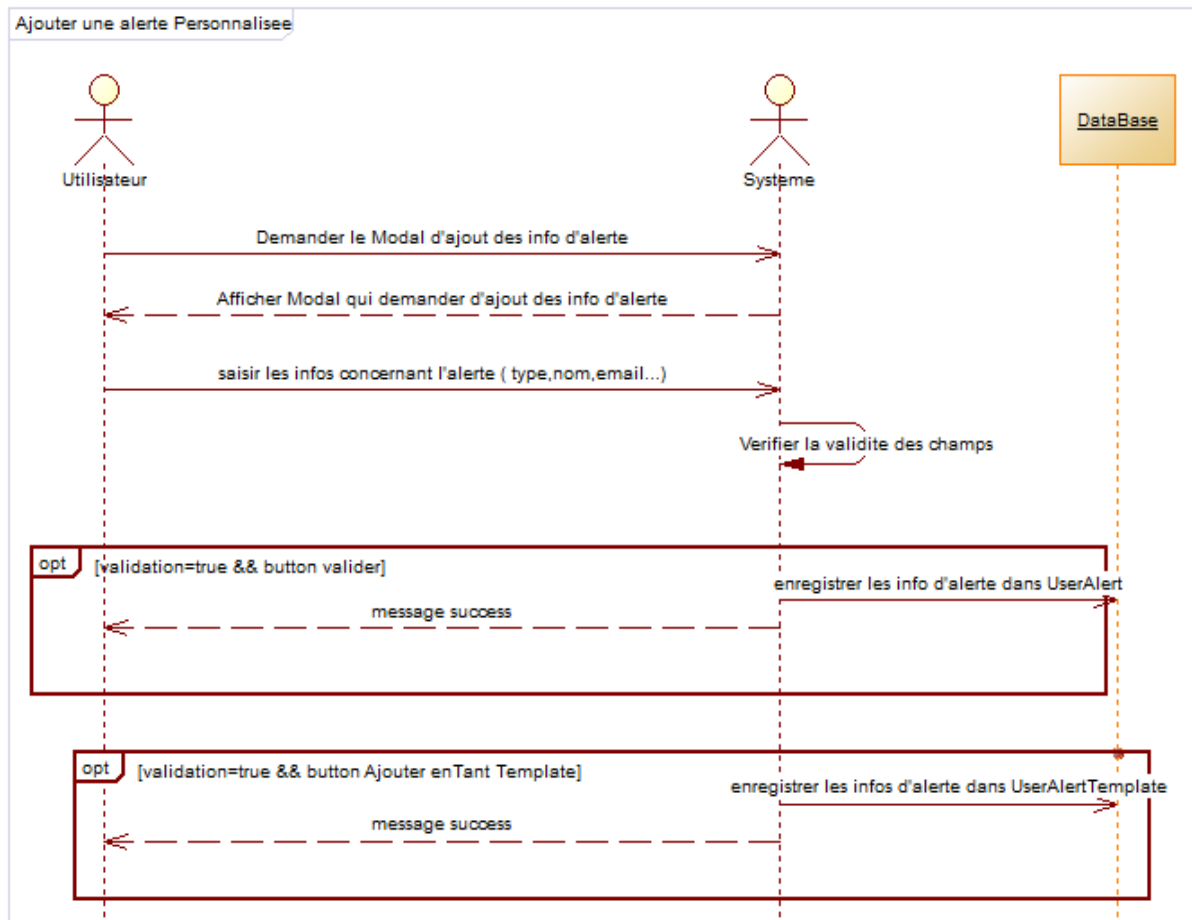 Ajouter une alerte Personnalisee
Utilisateur
Systeme
DataBase
Demander le Modal d'ajout des info d'alerte
Afficher Modal qui demander d'ajout des info d'alerte
saisir les infos concernant l'alerte ( type,nom,email...)
Verifier la validite des champs
opt
[validation=true && button valider]
enregistrer les info d'alerte dans UserAlert
message success
opt
[validation=true && button Ajouter enTant Template]
enregistrer les infos d'alerte dans UserAlertTemplate
message success